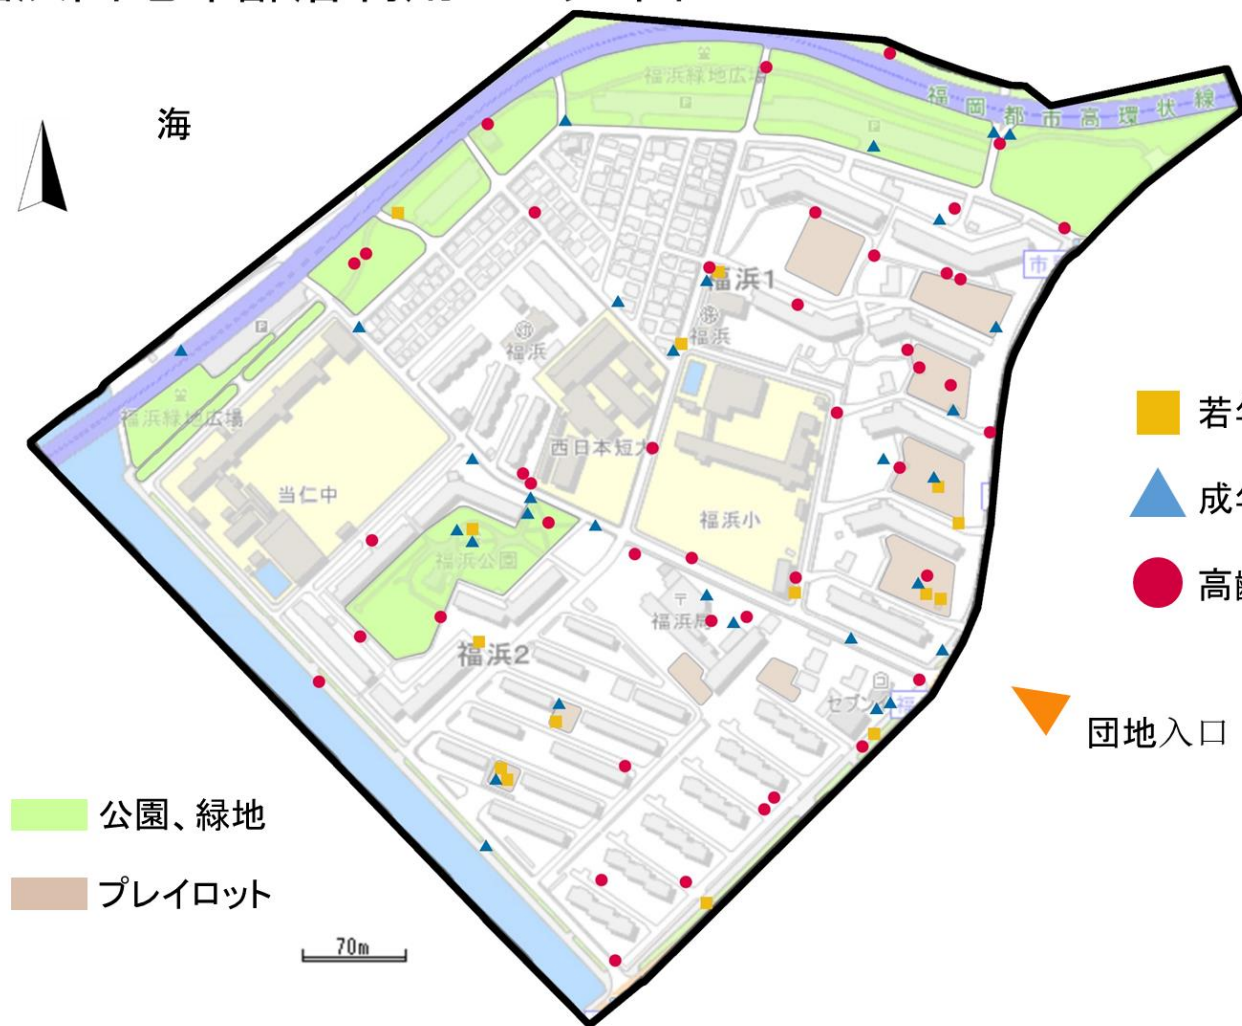 海
福浜緑地広場
P
福岡都市高環状線
P
福浜1
市
福浜
福浜
P
福浜緑地広場
西日本短大
当仁中
福浜小
福浜公園
〒
福浜局
福浜2
セブン
福
若
成
高
団地入口
公園、緑地
プレイロット
70m